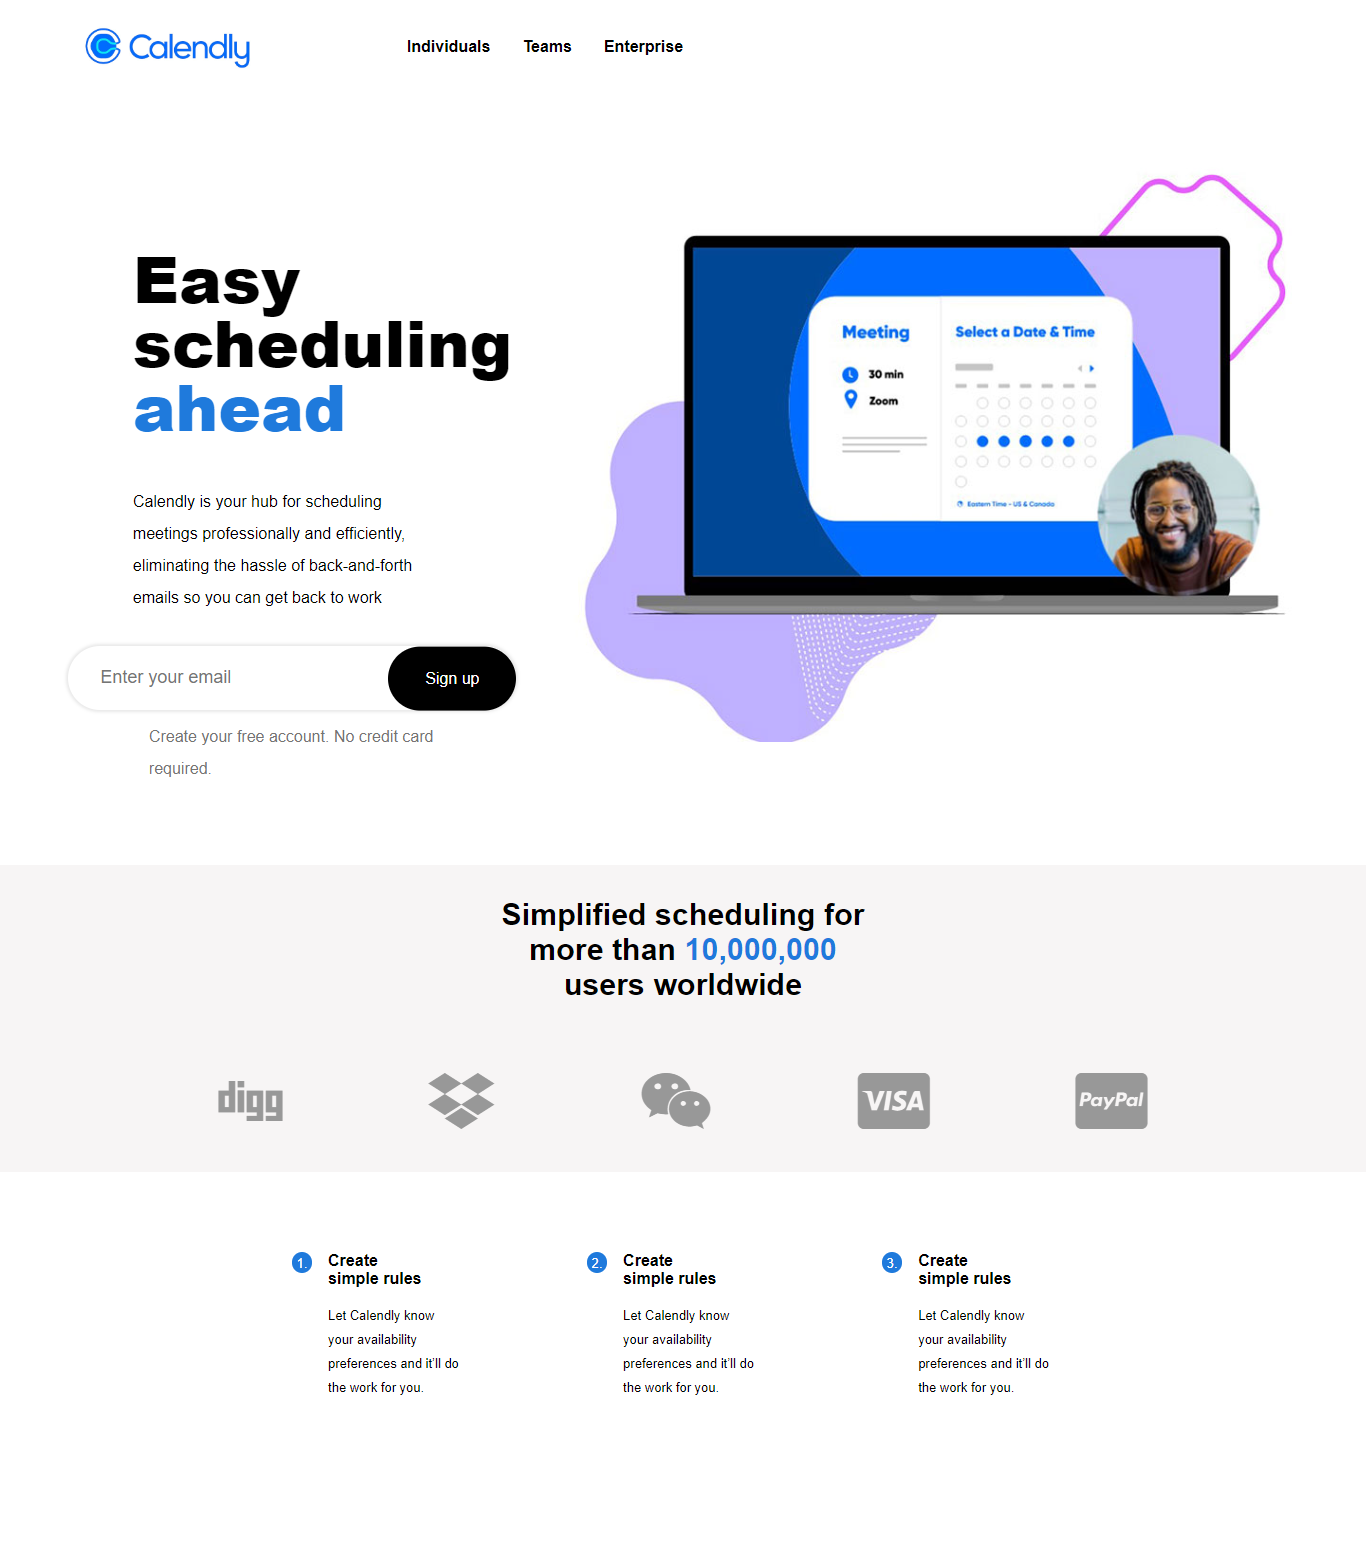 Calendly
Individuals Teams Enterprise
Easy
scheduling
ahead
Calendly is your hub for scheduling
meetings professionally and efficiently,
eliminating the hassle of back-and-forth
emails so you can get back to work
Enter your email
Sign up
Create your free account. No credit card
required.
Meeting
30 min
Zoom
Select a Date & Time
Eastern Time - US & Canada
Simplified scheduling for
more than 10,000,000
users worldwide
digg
VISA
PayPal
1. Create
simple rules
Let Calendly know
your availability
preferences and it'll do
the work for you.
2. Create
simple rules
Let Calendly know
your availability
preferences and it'll do
the work for you.
3. Create
simple rules
Let Calendly know
your availability
preferences and it'll do
the work for you.